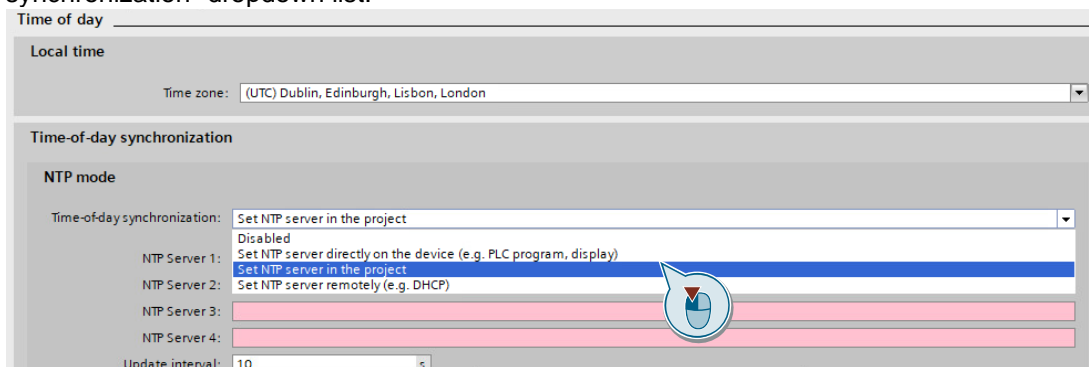 synchronization" dropdown list.
Time of day
Local time
Time zone: (UTC) Dublin, Edinburgh, Lisbon, London
Time-of-day synchronization
NTP mode
Time-of-day synchronization: Set NTP server in the project
Disabled
NTP Server 1: Set NTP server directly on the device (e.g. PLC program, display)
Set NTP server in the project
NTP Server 2: Set NTP server remotely (e.g. DHCP)
NTP Server 3:
NTP Server 4:
Update interval: 10 s